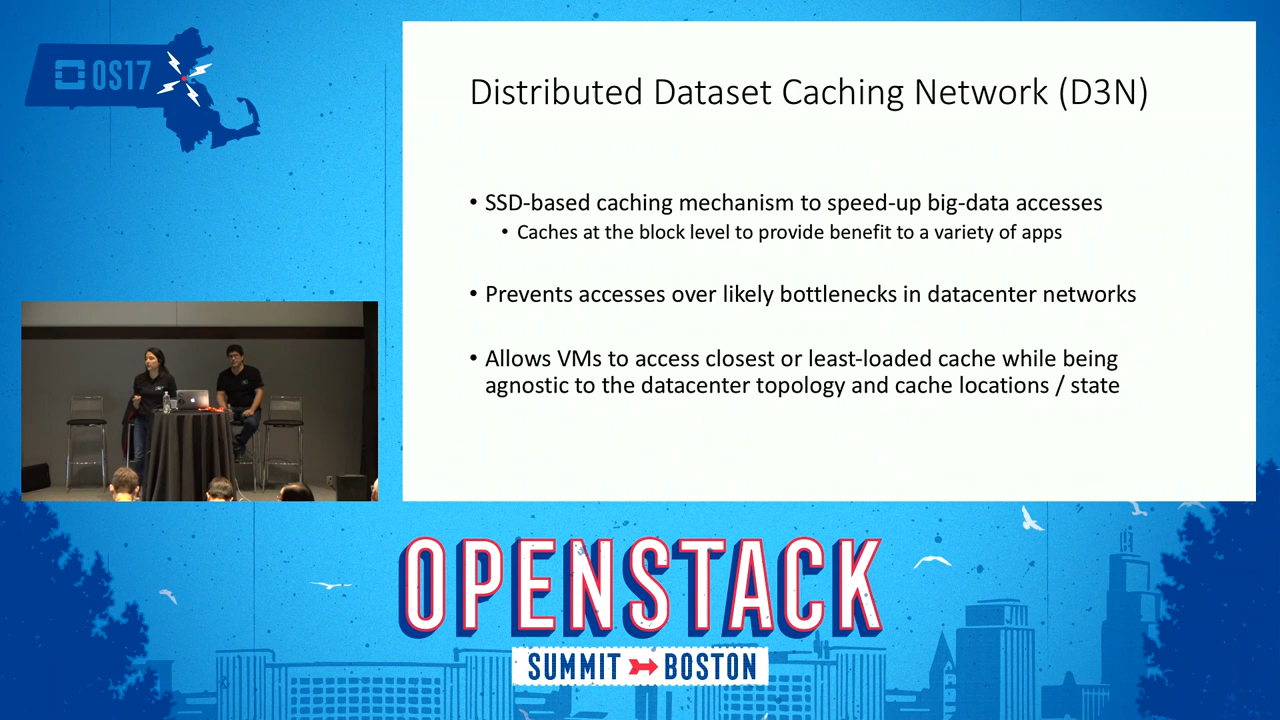 OS17
Distributed Dataset Caching Network (D3N)
• SSD-based caching mechanism to speed-up big-data accesses
• Caches at the block level to provide benefit to a variety of apps
• Prevents accesses over likely bottlenecks in datacenter networks
• Allows VMs to access closest or least-loaded cache while being
agnostic to the datacenter topology and cache locations / state
OPENSTACK
SUMMIT BOSTON